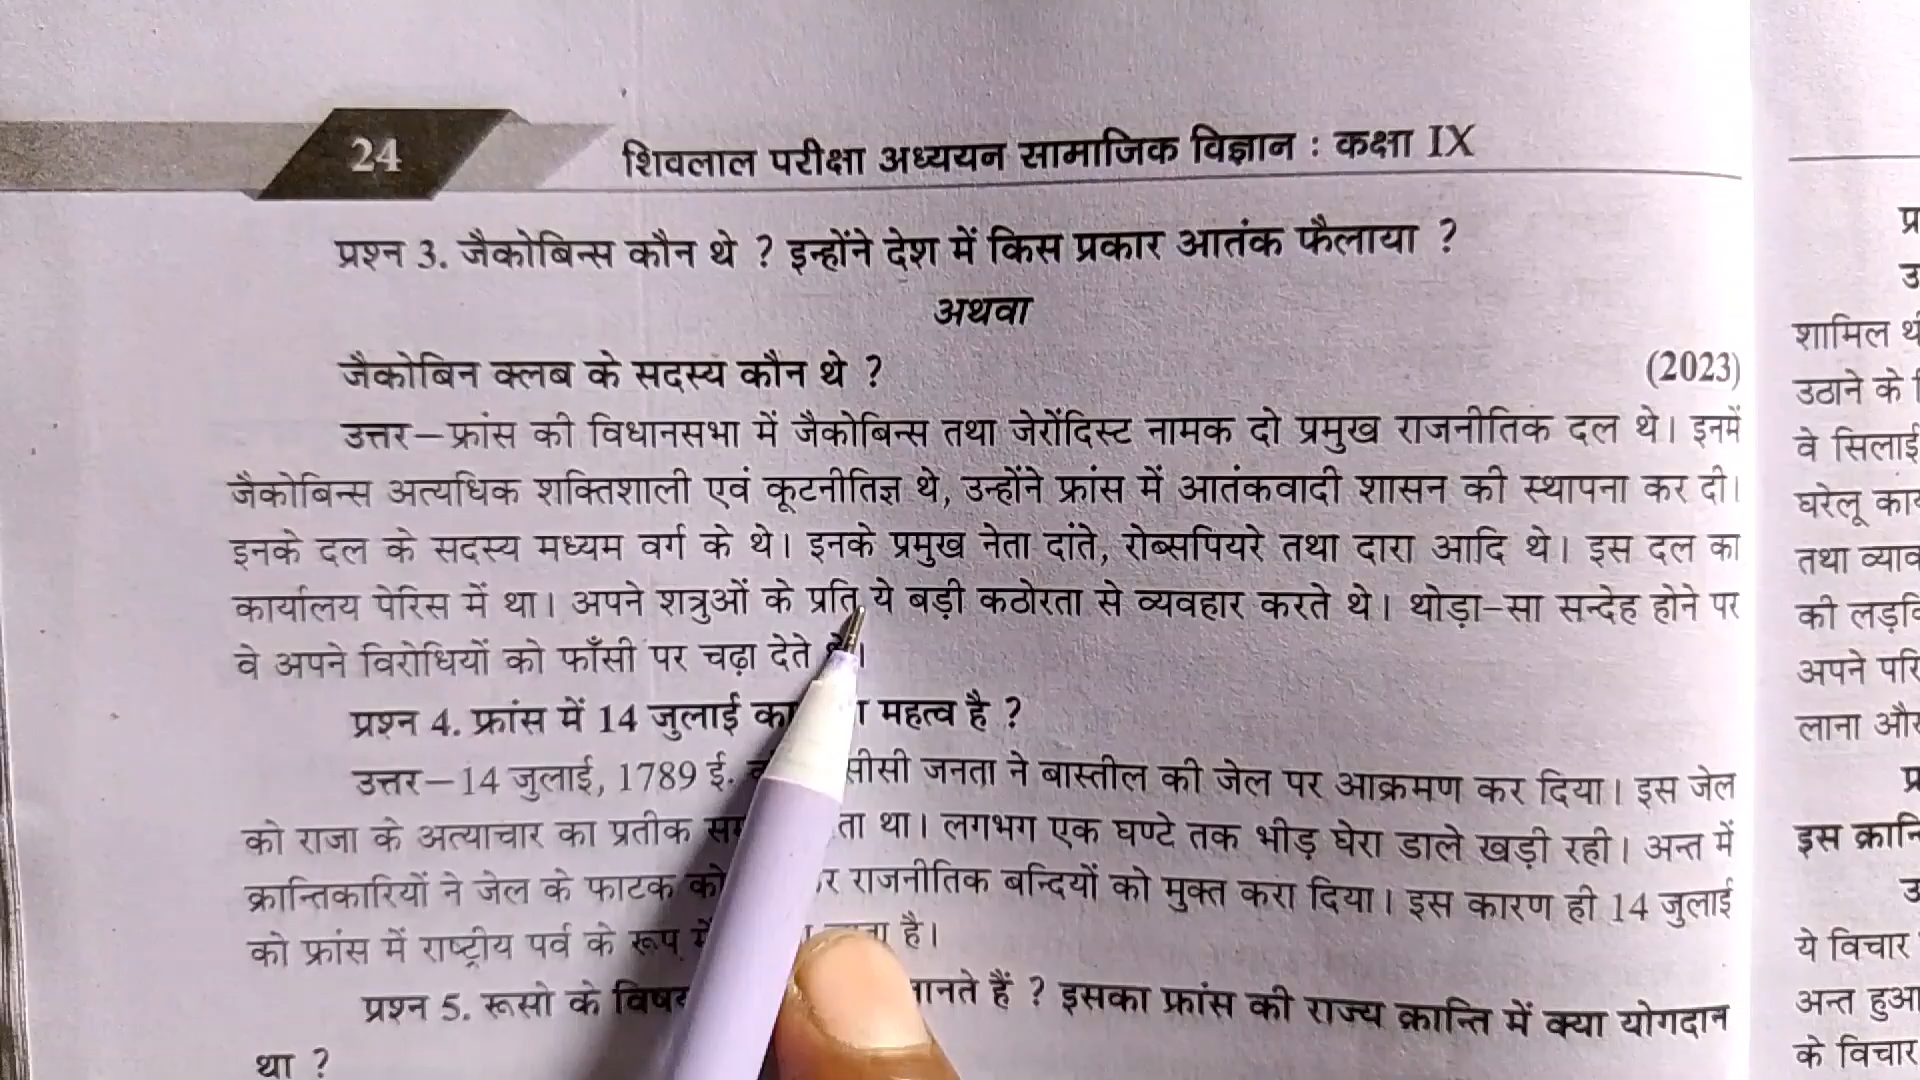 24
शिवलाल परीक्षा अध्ययन सामाजिक विज्ञान : कक्षा IX
प्रश्न 3. जैकोबिन्स कौन थे ? इन्होंने देश में किस प्रकार आतंक फैलाया ?
अथवा
जैकोबिन क्लब के सदस्य कौन थे ? (2023)
उत्तर—फ्रांस की विधानसभा में जैकोबिन्स तथा जेरोंदिस्ट नामक दो प्रमुख राजनीतिक दल थे। इनमें
जैकोबिन्स अत्यधिक शक्तिशाली एवं कूटनीतिज्ञ थे, उन्होंने फ्रांस में आतंकवादी शासन की स्थापना कर दी।
इनके दल के सदस्य मध्यम वर्ग के थे। इनके प्रमुख नेता दांते, रोब्सपियरे तथा दारा आदि थे। इस दल का
कार्यालय पेरिस में था। अपने शत्रुओं के प्रति ये बड़ी कठोरता से व्यवहार करते थे। थोड़ा-सा सन्देह होने पर
वे अपने विरोधियों को फाँसी पर चढ़ा देते
प्रश्न 4. फ्रांस में 14 जुलाई का महत्व है ?
उत्तर—14 जुलाई, 1789 ई. जनता ने बास्तील की जेल पर आक्रमण कर दिया। इस जेल
को राजा के अत्याचार का प्रतीक था। लगभग एक घण्टे तक भीड़ घेरा डाले खड़ी रही। अन्त में
क्रान्तिकारियों ने जेल के फाटक को राजनीतिक बन्दियों को मुक्त करा दिया। इस कारण ही 14 जुलाई
को फ्रांस में राष्ट्रीय पर्व के रूप में है।
प्रश्न 5. रूसो के हैं ? इसका फ्रांस की राज्य क्रान्ति में क्या योगदान
था ?
शामिल
उठाने के
वे सिलाई
घरेलू
तथा
की
अपने
लाना
इस
ये विचार
अन्त हुआ
के विचार